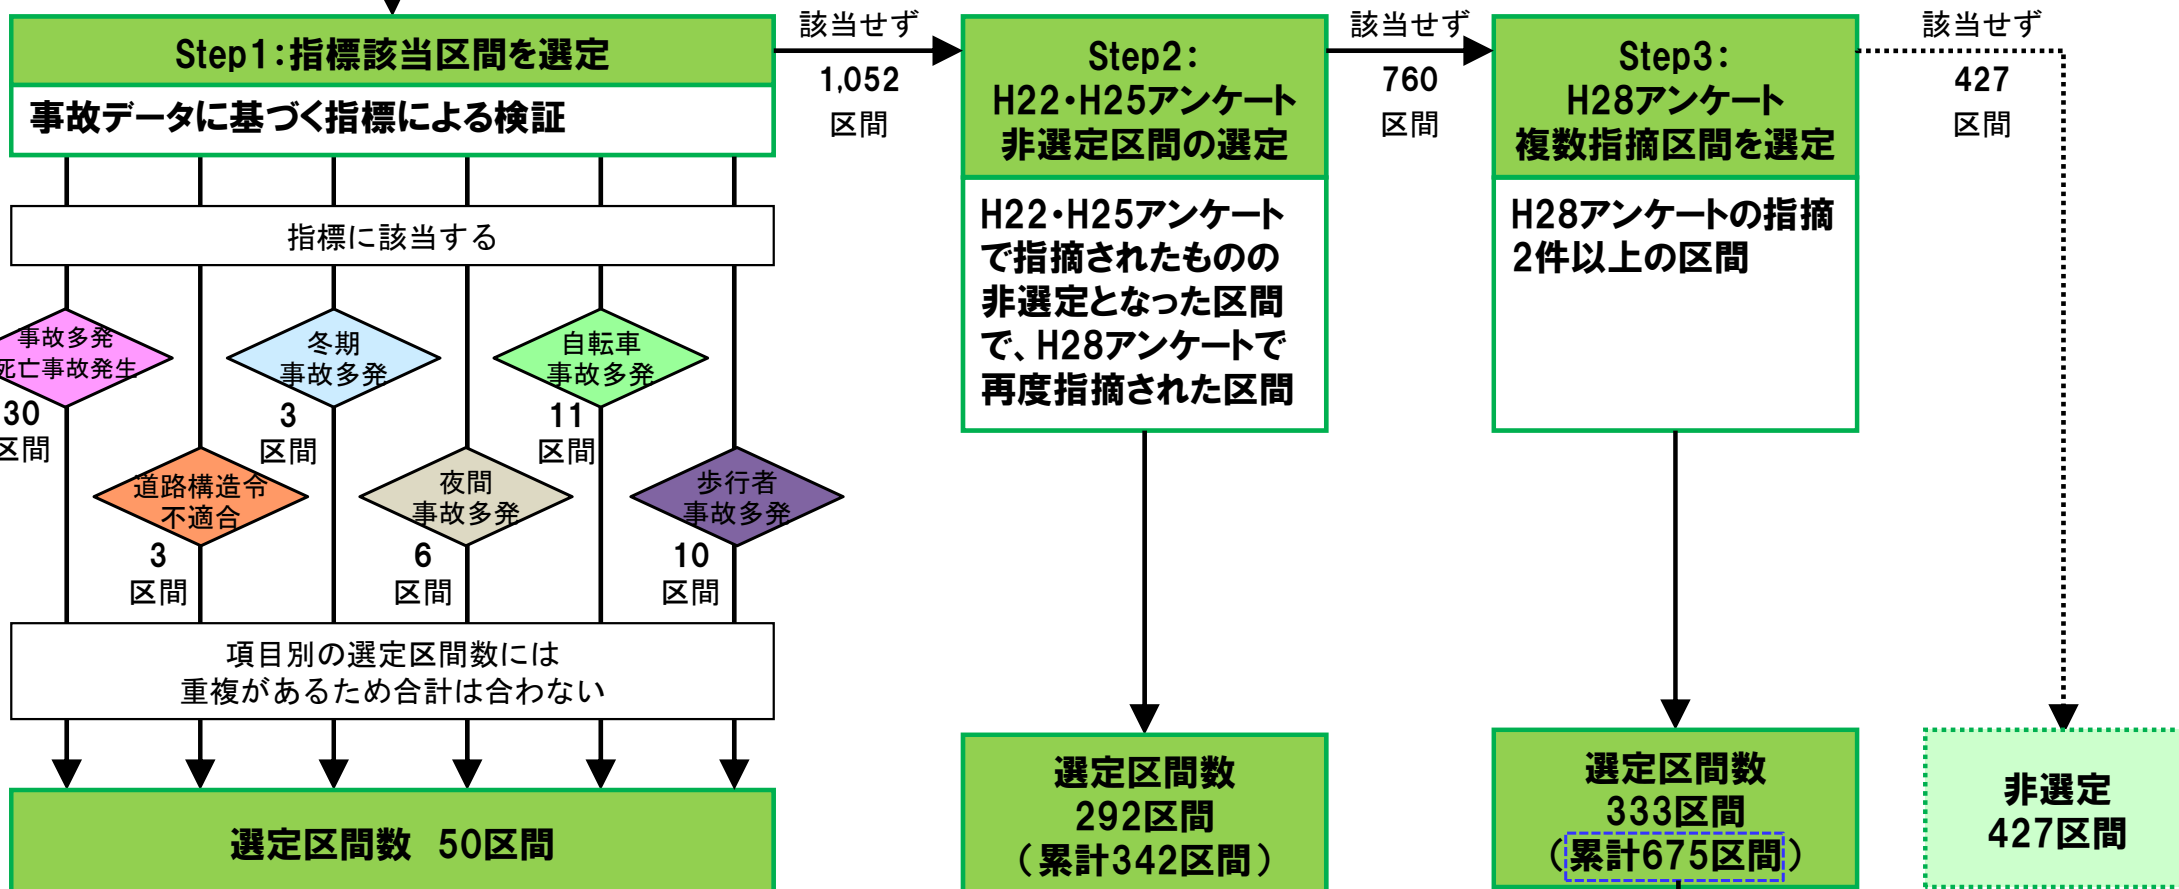 Step1:指標該当区間を選定
事故データに基づく指標による検証
指標に該当する
事故多発
死亡事故発生
30
区間
冬期
事故多発
3
区間
自転車
事故多発
11
区間
道路構造令
不適合
3
区間
夜間
事故多発
6
区間
歩行者
事故多発
10
区間
項目別の選定区間数には
重複があるため合計は合わない
選定区間数 50区間
該当せず
1,052
区間
Step2:
H22・H25アンケート
非選定区間の選定
H22・H25アンケート
で指摘されたものの
非選定となった区間
で、H28アンケートで
再度指摘された区間
選定区間数
292区間
(累計342区間)
該当せず
760
区間
Step3:
H28アンケート
複数指摘区間を選定
H28アンケートの指摘
2件以上の区間
選定区間数
333区間
(累計675区間)
該当せず
427
区間
非選定
427区間